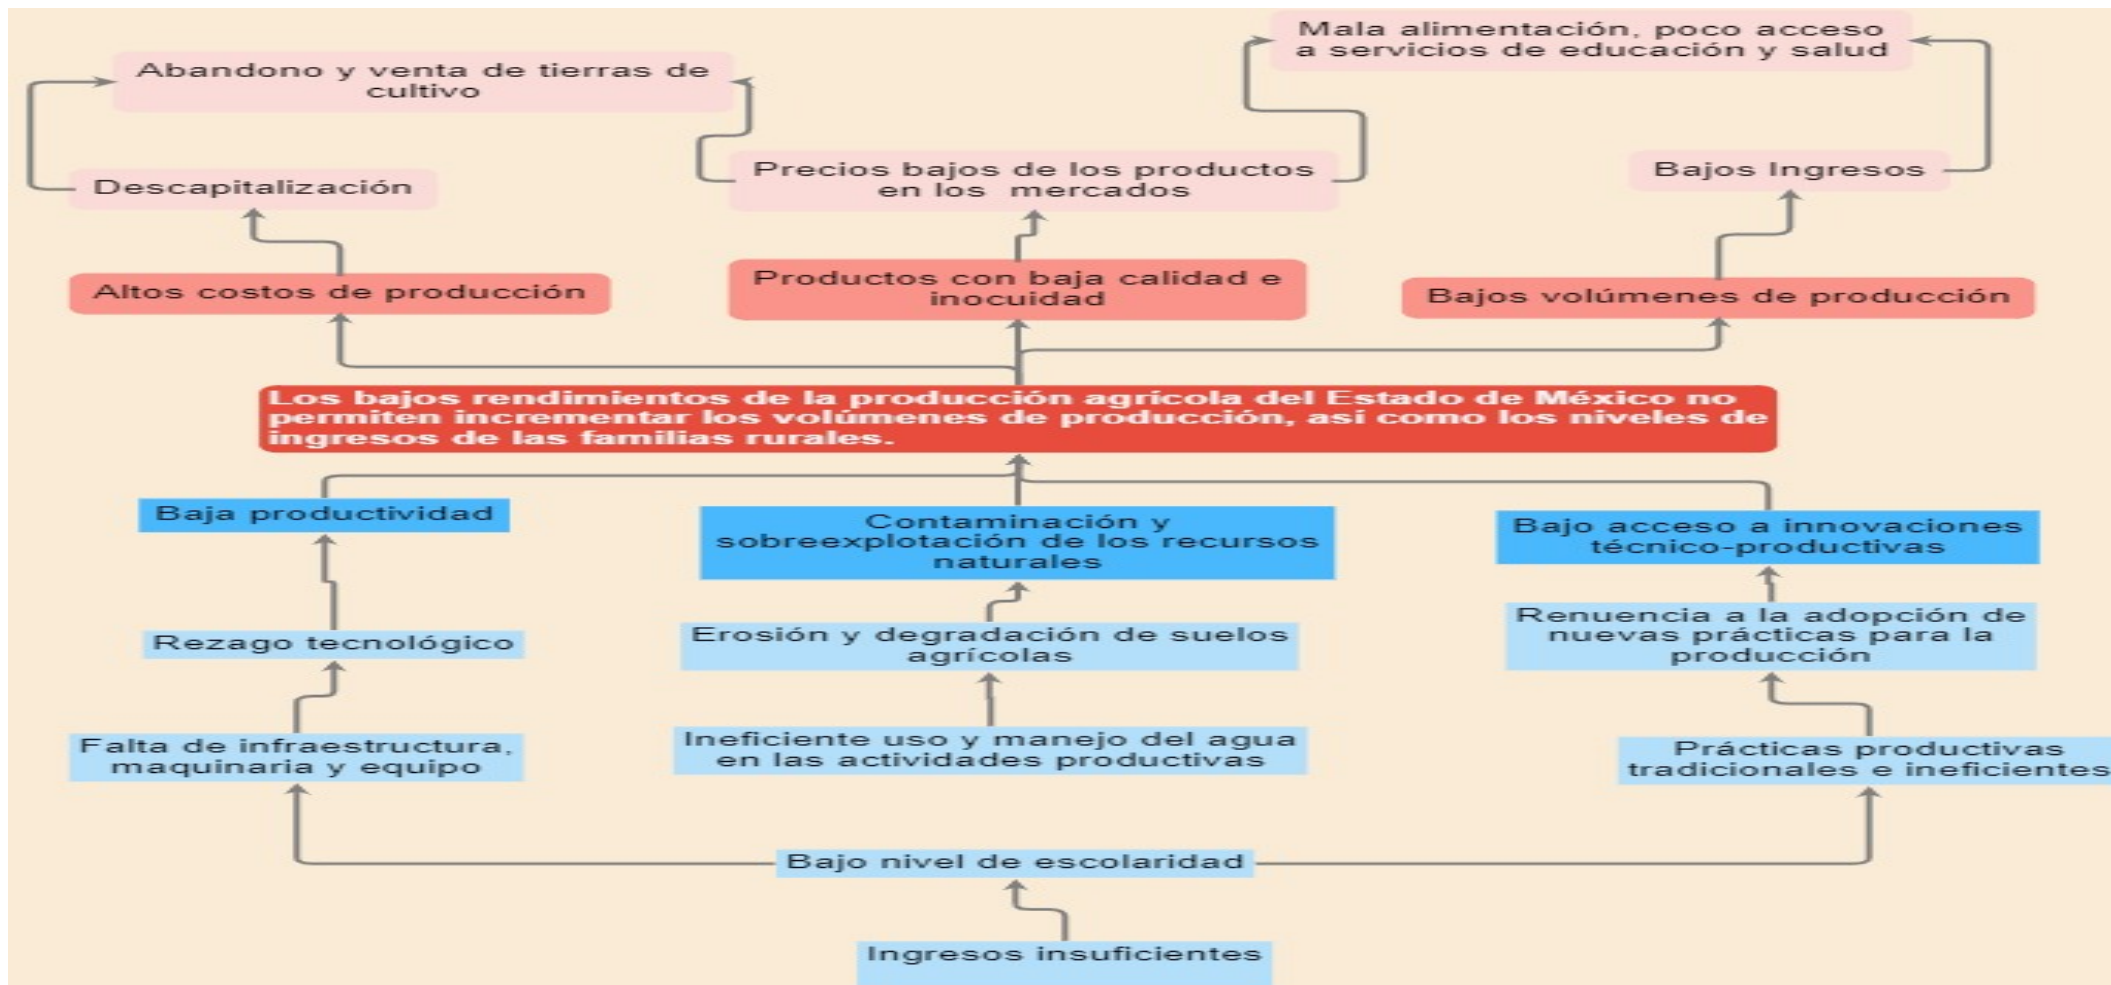 Mala alimentación, poco acceso
a servicios de educación y salud
Abandono y venta de tierras de
cultivo
Descapitalización
Precios bajos de los productos
en los mercados
Bajos Ingresos
Altos costos de producción
Productos con baja calidad e
inocuidad
Bajos volúmenes de producción
Los bajos rendimientos de la producción agrícola del Estado de México no
permiten incrementar los volúmenes de producción, así como los niveles de
ingresos de las familias rurales.
Baja productividad
Contaminación y
sobreexplotación de los recursos
naturales
Bajo acceso a innovaciones
técnico-productivas
Rezago tecnológico
Erosión y degradación de suelos
agrícolas
Renuencia a la adopción de
nuevas prácticas para la
producción
Falta de infraestructura,
maquinaria y equipo
Ineficiente uso y manejo del agua
en las actividades productivas
Prácticas productivas
tradicionales e ineficientes
Bajo nivel de escolaridad
Ingresos insuficientes